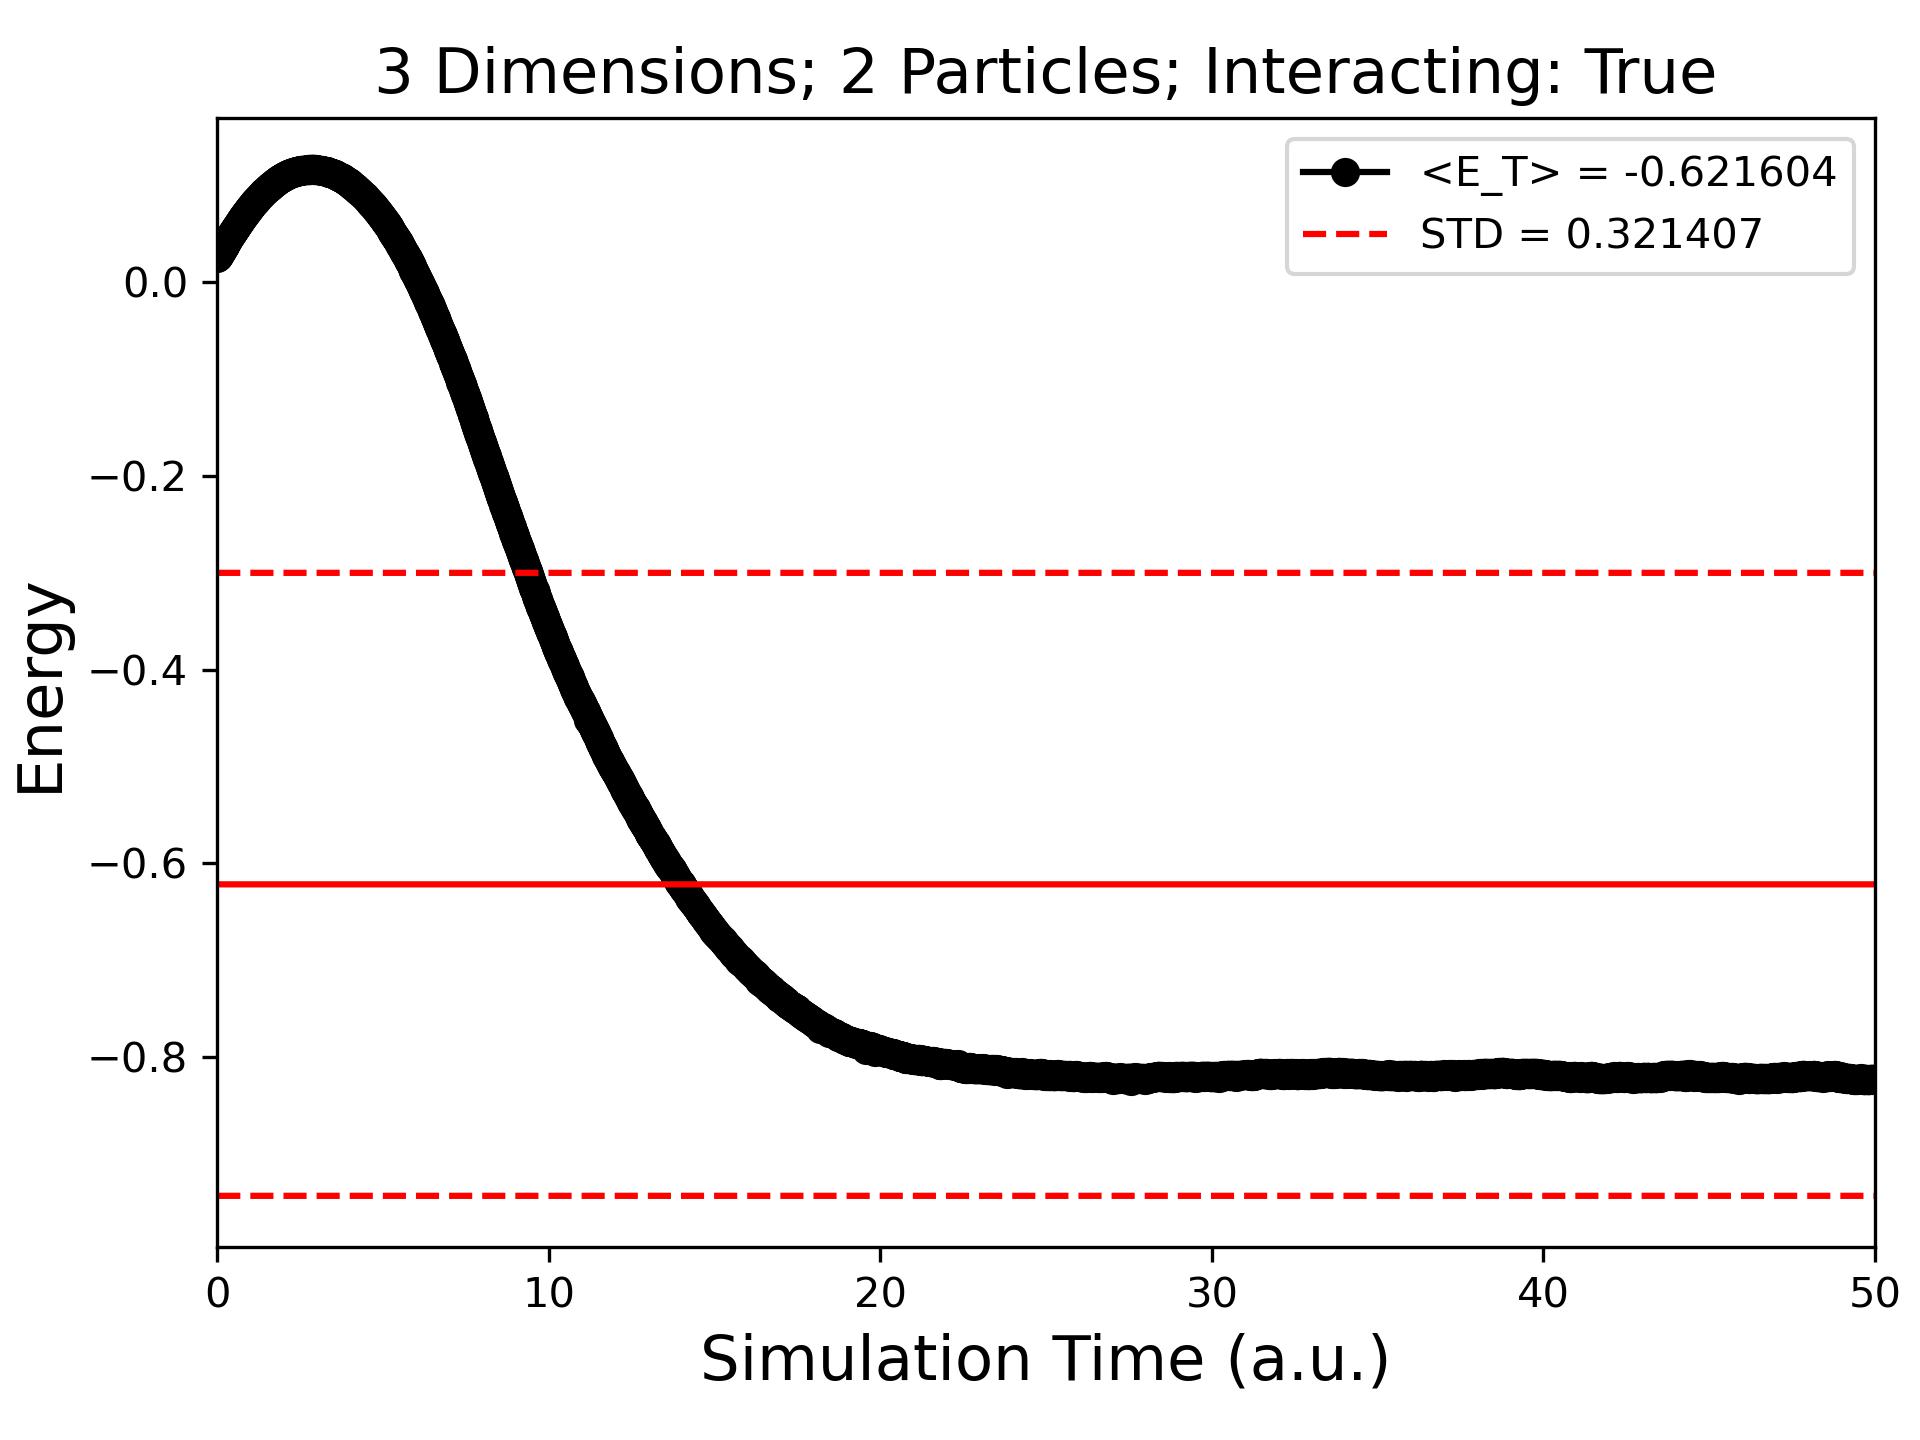 3 Dimensions; 2 Particles; Interacting: True
<E_T> = -0.621604
STD = 0.321407
Energy
0.0
−0.2
−0.4
−0.6
−0.8
0 10 20 30 40 50
Simulation Time (a.u.)